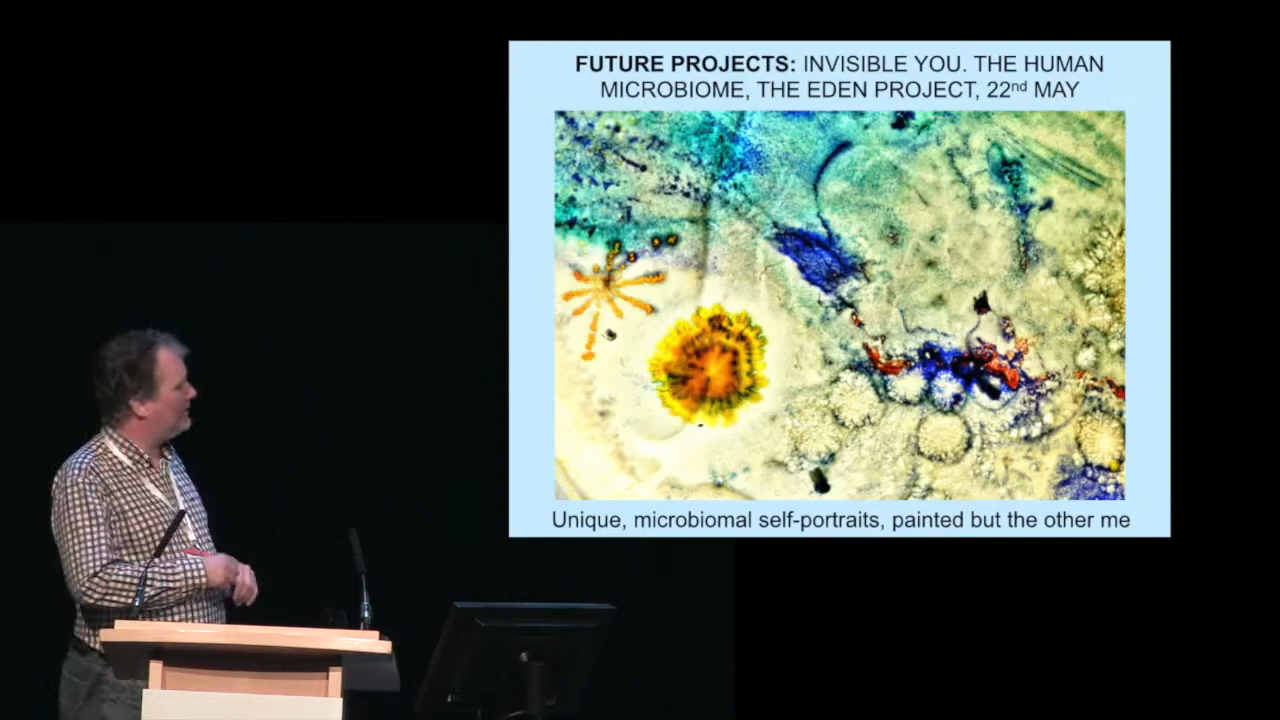 FUTURE PROJECTS: INVISIBLE YOU. THE HUMAN
MICROBIOME, THE EDEN PROJECT, 22nd MAY
Unique, microbiomal self-portraits, painted but the other me